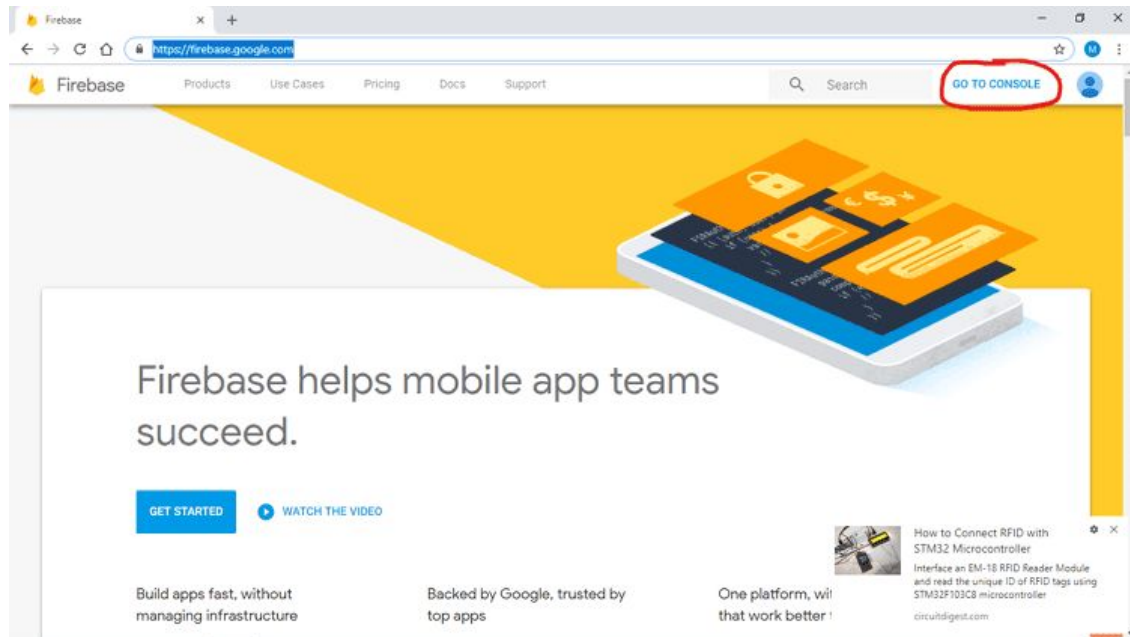 Firebase
https://firebase.google.com
M
Firebase
Products Use Cases Pricing Docs Support Search GO TO CONSOLE
Firebase helps mobile app teams
succeed.
GET STARTED WATCH THE VIDEO
Build apps fast, without
managing infrastructure
Backed by Google, trusted by
top apps
One platform, wit
that work better
How to Connect RFID with
STM32 Microcontroller
Interface an EM-18 RFID Reader Module
and read the unique ID of RFID tags using
STM32F103C8 microcontroller
circuitdigest.com